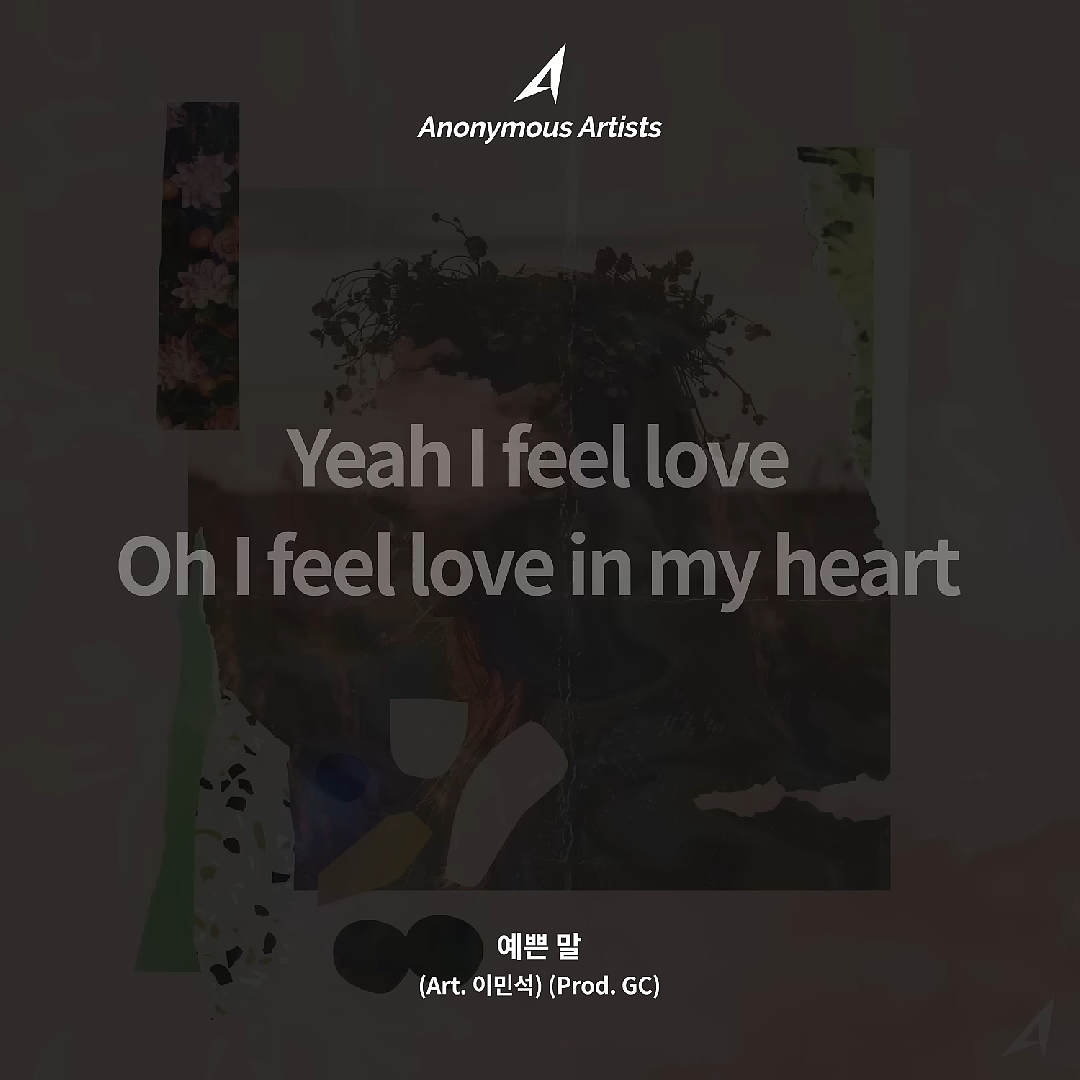 Anonymous Artists
Yeah I feel love
Oh I feel love in my heart
예쁜 말
(Art. 이민석) (Prod. GC)